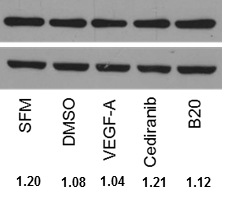 SFM
DMSO
VEGF-A
Cediranib
B20
1.20 1.08 1.04 1.21 1.12